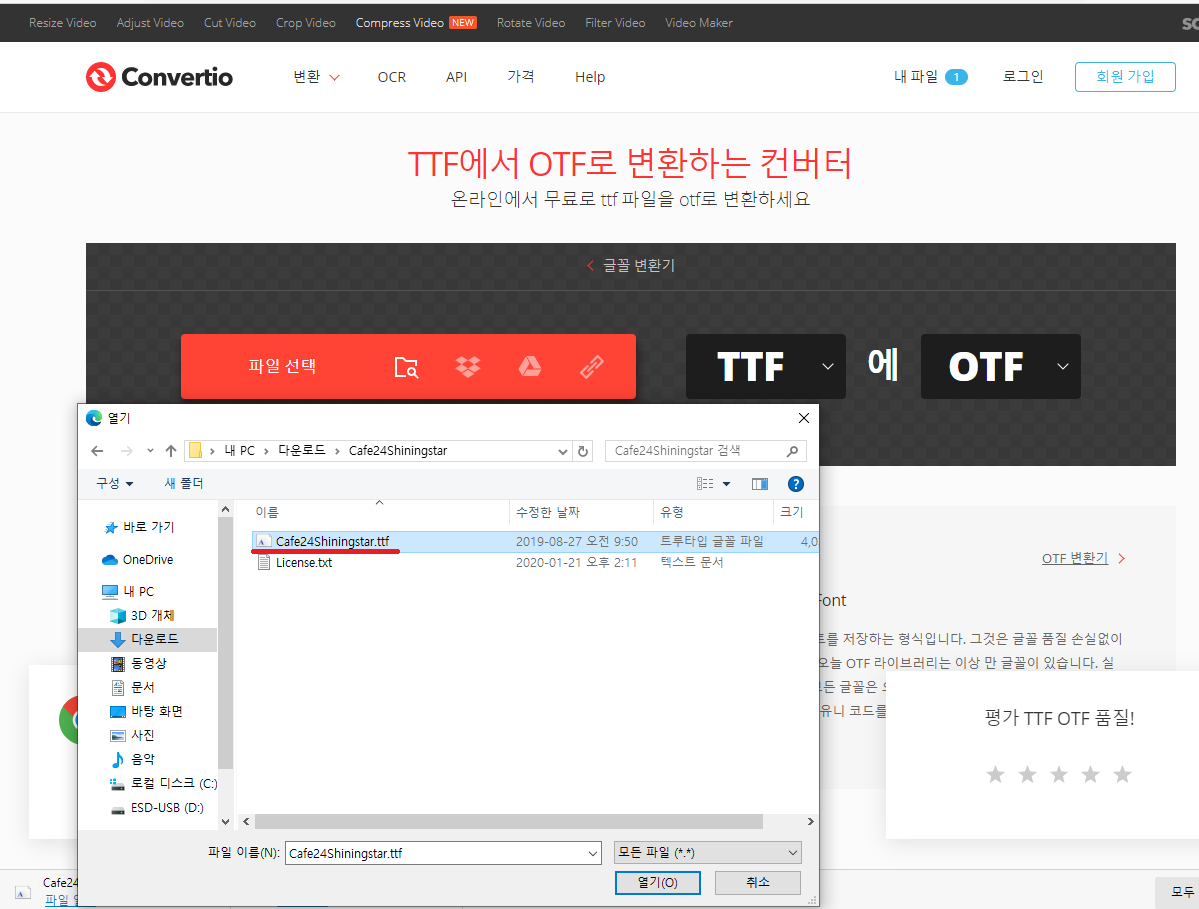 Resize Video Adjust Video Cut Video Crop Video Compress Video NEW Rotate Video Filter Video Video Maker
Convertio 변환 OCR API 가격 Help 내 파일 1 로그인 회원 가입
TTF에서 OTF로 변환하는 컨버터
온라인에서 무료로 ttf 파일을 otf로 변환하세요
글꼴 변환기
파일 선택 TTF 에 OTF
열기
내 PC > 다운로드 > Cafe24Shiningstar Cafe24Shiningstar 검색
구성 새 폴더
이름 수정한 날짜 유형 크기
Cafe24Shiningstar.ttf 2019-08-27 오전 9:50 트루타입 글꼴 파일 4,0
License.txt 2020-01-21 오후 2:11 텍스트 문서
바로 가기
OneDrive
내 PC
3D 개체
다운로드
동영상
문서
바탕 화면
사진
음악
로컬 디스크 (C:)
ESD-USB (D:)
파일 이름(N): Cafe24Shiningstar.ttf 모든 파일 (*.*)
열기(O) 취소
OTF 변환기
Font
를 저장하는 형식입니다. 그것은 글꼴 품질 손실없이
오늘 OTF 라이브러리는 이상 만 글꼴이 있습니다. 실
모든 글꼴은
유니 코드를
평가 TTF OTF 품질!
Cafe24
파일
모두